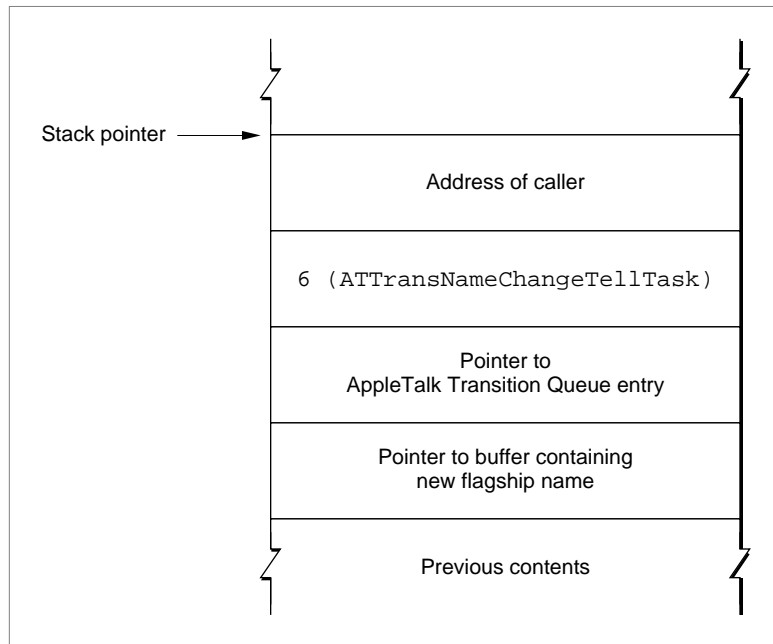 Stack pointer
Address of caller
6 (ATTransNameChangeTellTask)
Pointer to
AppleTalk Transition Queue entry
Pointer to buffer containing
new flagship name
Previous contents